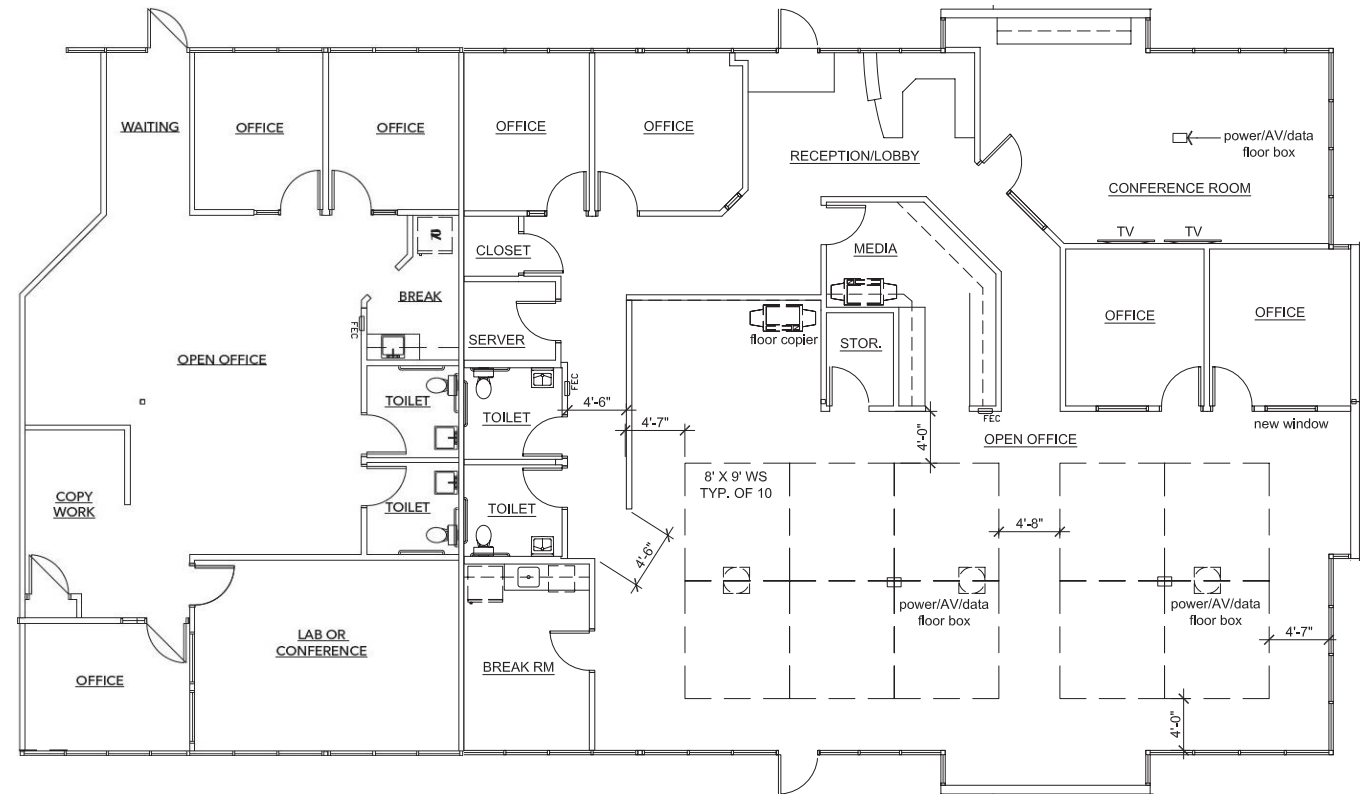 WAITING
OFFICE
OFFICE
OFFICE
OFFICE
RECEPTION/LOBBY
power/AV/data
floor box
CONFERENCE ROOM
TV
TV
CLOSET
MEDIA
BREAK
SERVER
FEC
OPEN OFFICE
floor copier
STOR.
OFFICE
OFFICE
TOILET
TOILET
FEC
4'-6"
4'-7"
4'-0"
FEC
OPEN OFFICE
new window
8' X 9' WS
TYP. OF 10
COPY
WORK
TOILET
TOILET
4'-6"
4'-8"
power/AV/data
floor box
power/AV/data
floor box
LAB OR
CONFERENCE
BREAK RM
OFFICE
4'-7"
4'-0"